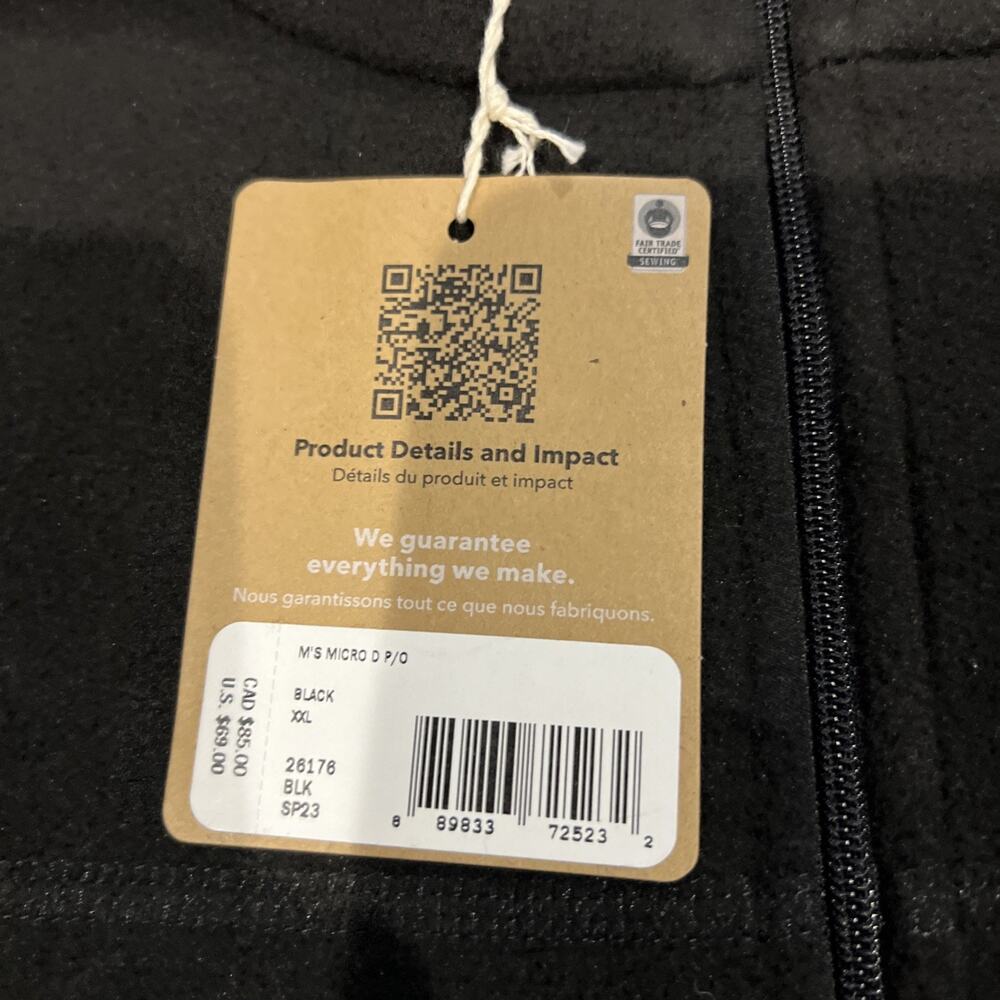 FAIR TRADE
CERTIFIED
SEWING
Product Details and Impact
Détails du produit et impact
We guarantee
everything we make.
Nous garantissons tout ce que nous fabriquons.
M'S MICRO D P/O
BLACK
XXL
26176
BLK
SP23
CAD $85.00
U.S. $69.00
8 89833 72523 2